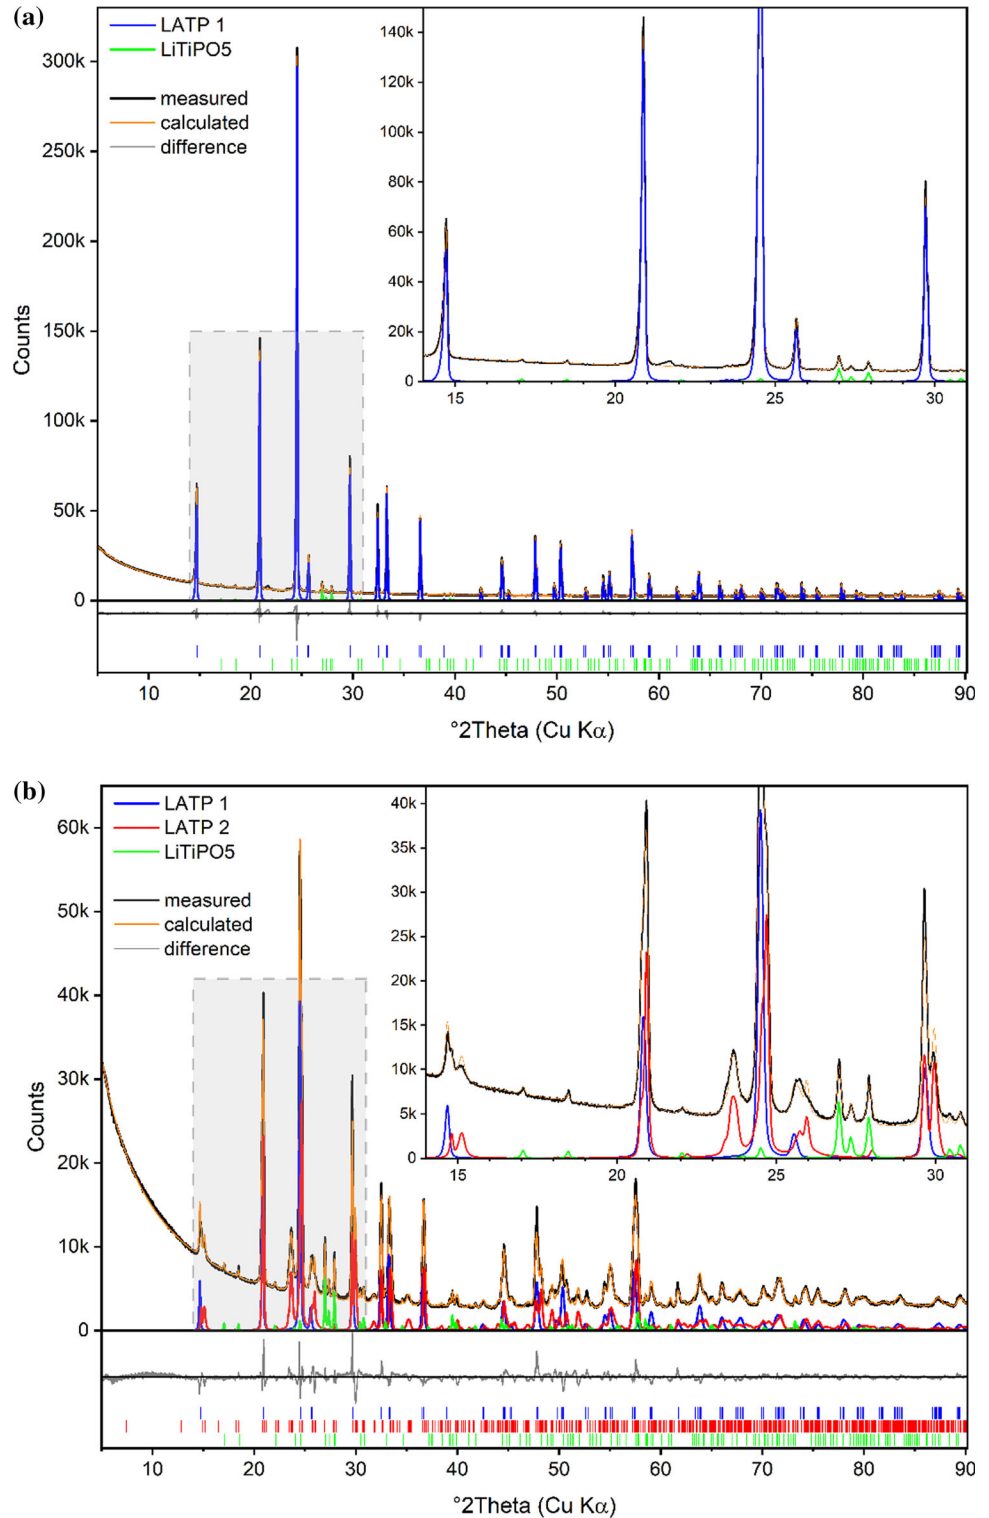 (a)
LATP 1
LiTiPO5
measured
calculated
difference
300k
250k
200k
150k
100k
50k
0
Counts
140k
120k
100k
80k
60k
40k
20k
0
15 20 25 30
10 20 30 40 50 60 70 80 90
°2Theta (Cu Kα)
(b)
LATP 1
LATP 2
LiTiPO5
measured
calculated
difference
60k
50k
40k
30k
20k
10k
0
Counts
40k
35k
30k
25k
20k
15k
10k
5k
0
15 20 25 30
10 20 30 40 50 60 70 80 90
°2Theta (Cu Kα)